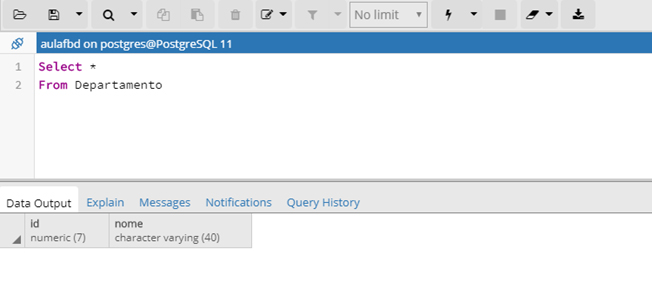 No limit
aulafbd on postgres@PostgreSQL 11
1 Select *
2 From Departamento
Data Output Explain Messages Notifications Query History
id nome
numeric (7) character varying (40)